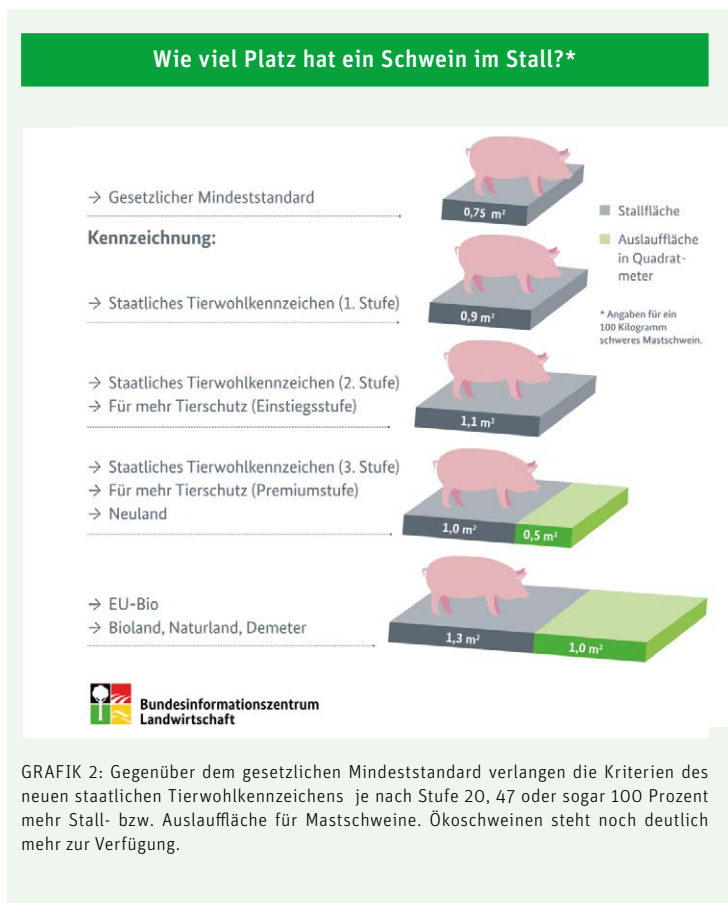 Wie viel Platz hat ein Schwein im Stall?*
→ Gesetzlicher Mindeststandard
0,75 m²
Kennzeichnung:
Stallfläche
Auslauffläche
in Quadrat-
meter
* Angaben für ein
100 Kilogramm
schweres Mastschwein.
→ Staatliches Tierwohlkennzeichen (1. Stufe)
0,9 m²
→ Staatliches Tierwohlkennzeichen (2. Stufe)
→ Für mehr Tierschutz (Einstiegsstufe)
1,1 m²
→ Staatliches Tierwohlkennzeichen (3. Stufe)
→ Für mehr Tierschutz (Premiumstufe)
→ Neuland
1,0 m²
0,5 m²
→ EU-Bio
→ Bioland, Naturland, Demeter
1,3 m²
1,0 m²
Bundesinformationszentrum
Landwirtschaft
GRAFIK 2: Gegenüber dem gesetzlichen Mindeststandard verlangen die Kriterien des
neuen staatlichen Tierwohlkennzeichens je nach Stufe 20, 47 oder sogar 100 Prozent
mehr Stall- bzw. Auslauffläche für Mastschweine. Ökoschweinen steht noch deutlich
mehr zur Verfügung.